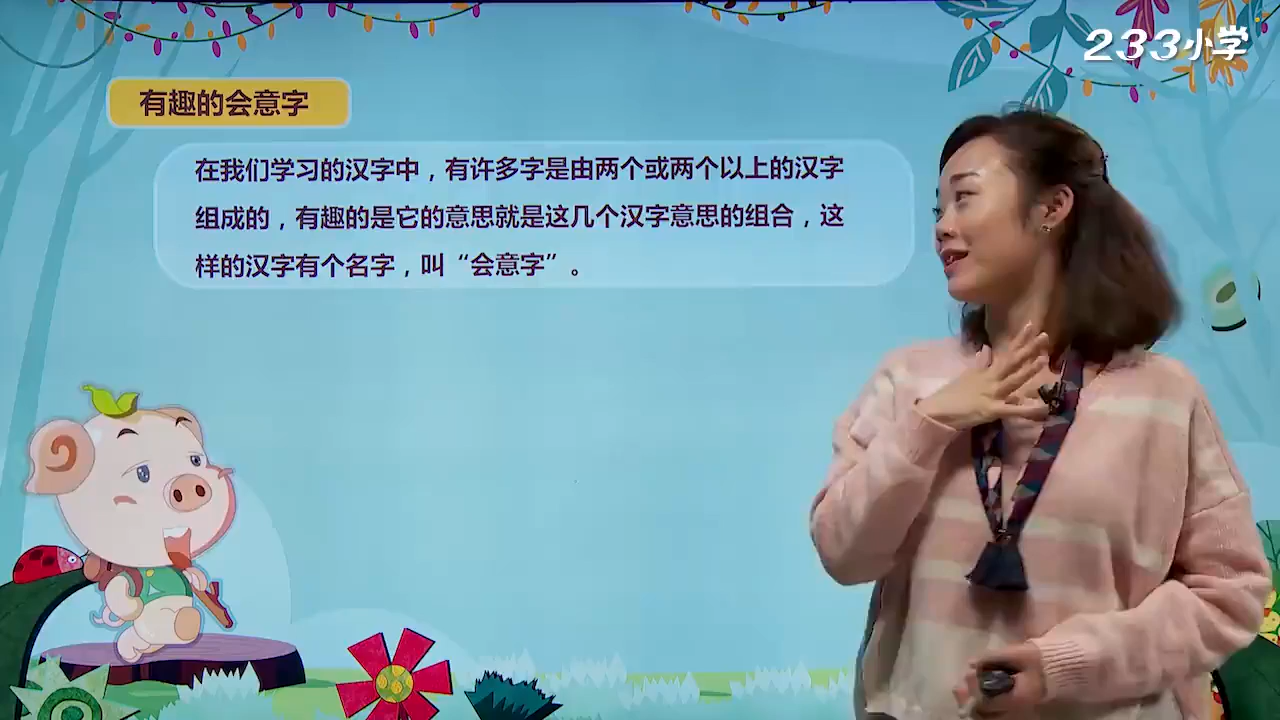 233小学
有趣的会意字
在我们学习的汉字中，有许多字是由两个或两个以上的汉字
组成的，有趣的是它的意思就是这几个汉字意思的组合，这
样的汉字有个名字，叫“会意字”。